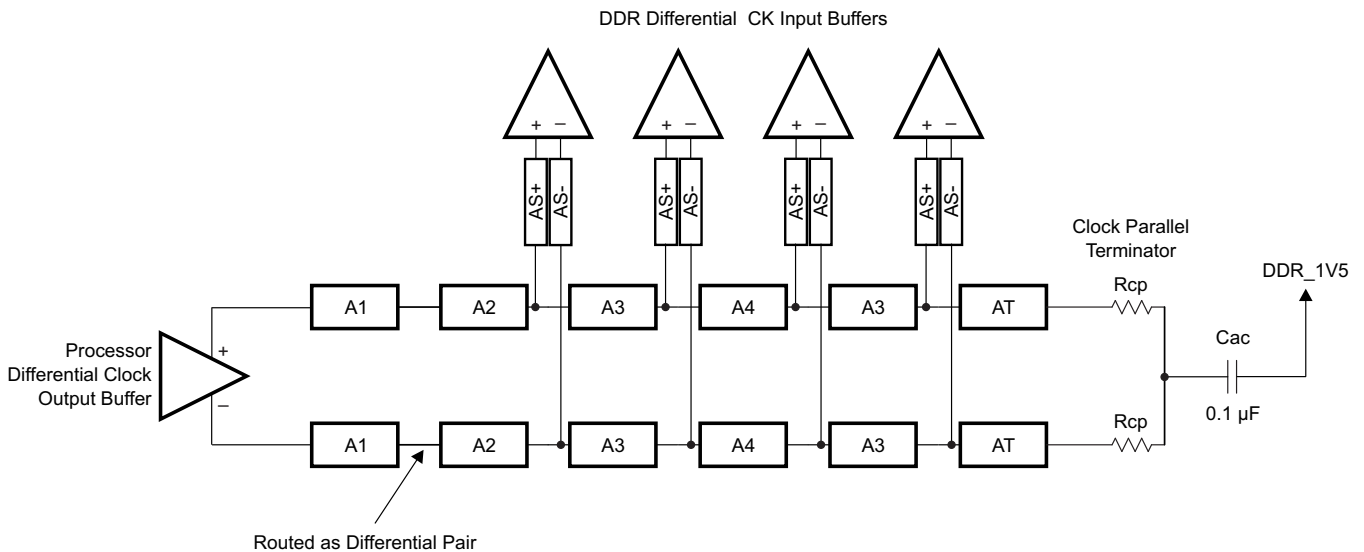 DDR Differential CK Input Buffers
+ –
+ –
+ –
+ –
AS+
AS-
AS+
AS-
AS+
AS-
AS+
AS-
Clock Parallel
Terminator
DDR_1V5
A1
A2
A3
A4
A3
AT
Rcp
Processor
Differential Clock
Output Buffer
+
–
Cac
0.1 µF
A1
A2
A3
A4
A3
AT
Rcp
Routed as Differential Pair